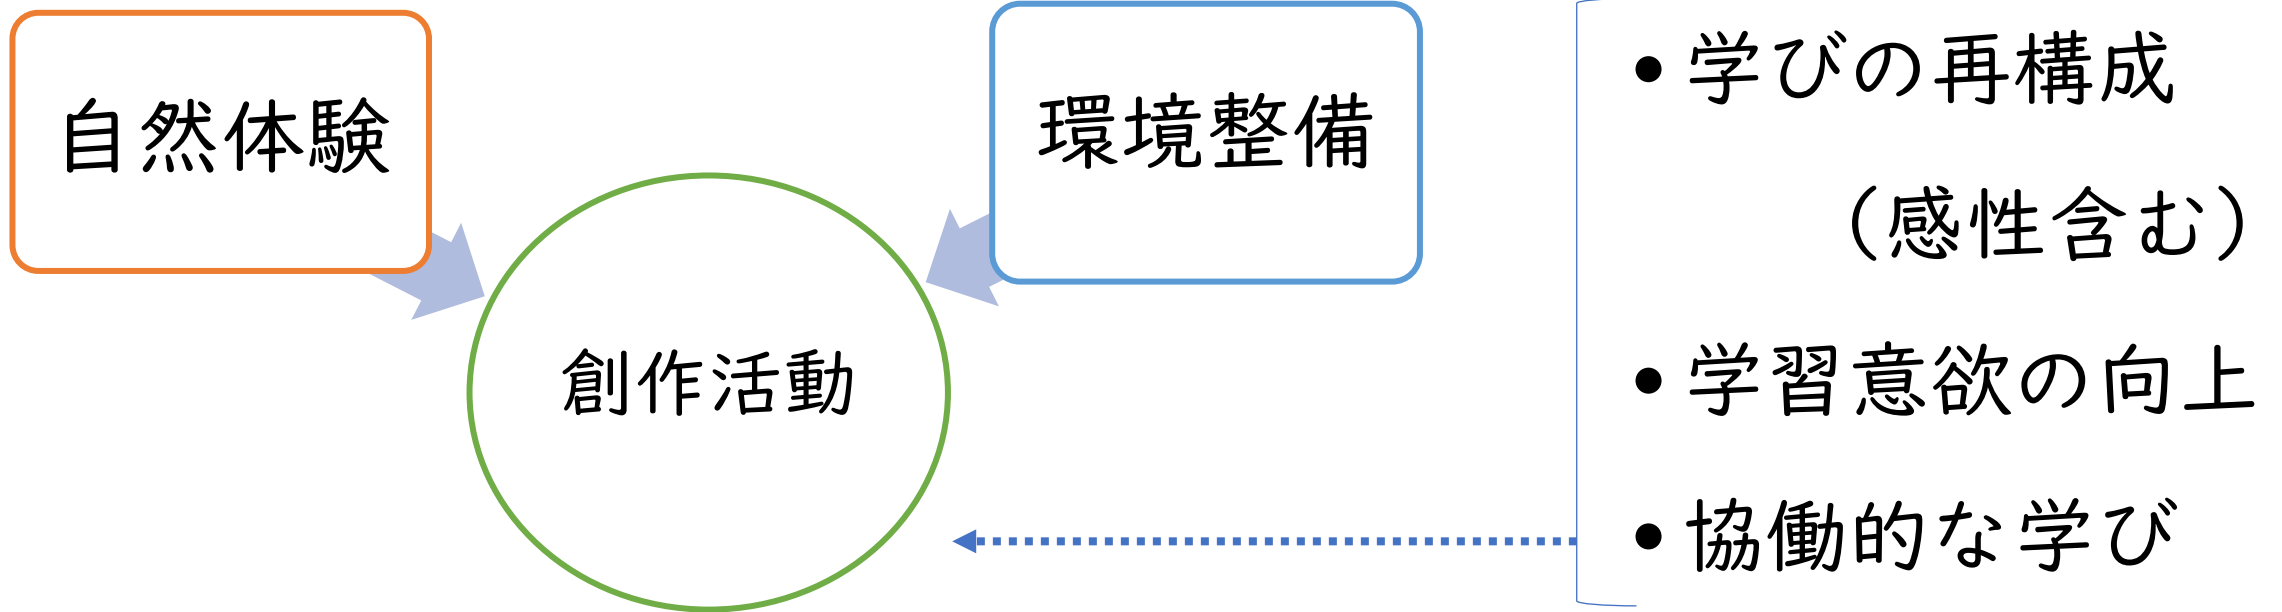 自然体験
環境整備
創作活動
•学びの再構成
（感性含む）
•学習意欲の向上
•協働的な学び